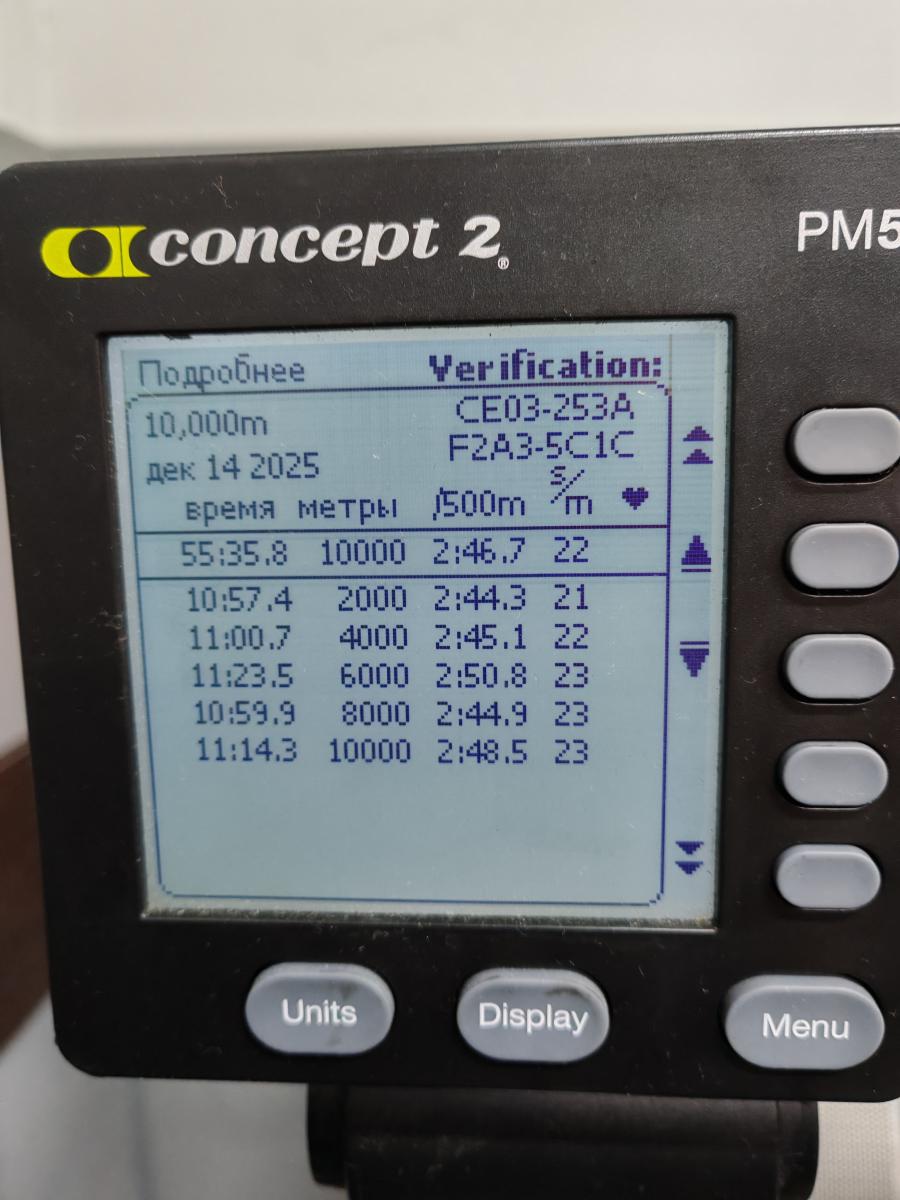 concept 2®
PM5
Подробнее Verification:
10,000m CE03-253A
дек 14 2025 F2A3-5C1C
время метры /500m s/m ♥
55:35.8 10000 2:46.7 22
10:57.4 2000 2:44.3 21
11:00.7 4000 2:45.1 22
11:23.5 6000 2:50.8 23
10:59.9 8000 2:44.9 23
11:14.3 10000 2:48.5 23
Units Display Menu